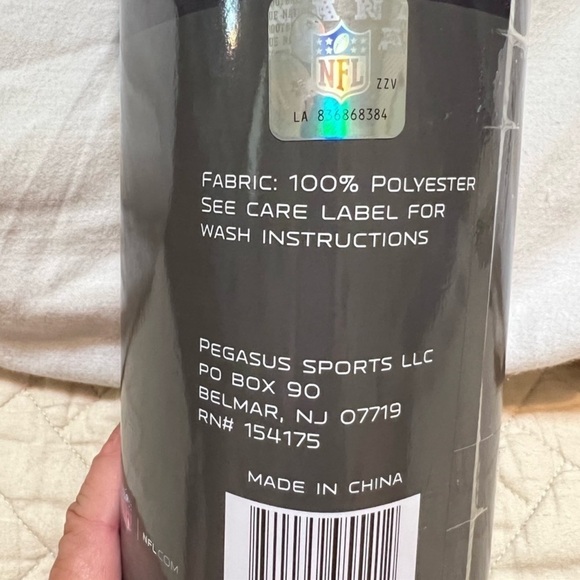 NFL
ZZV
LA 836868384
FABRIC: 100% POLYESTER
SEE CARE LABEL FOR
WASH INSTRUCTIONS
PEGASUS SPORTS LLC
PO BOX 90
BELMAR, NJ 07719
RN# 154175
MADE IN CHINA
NFL.COM